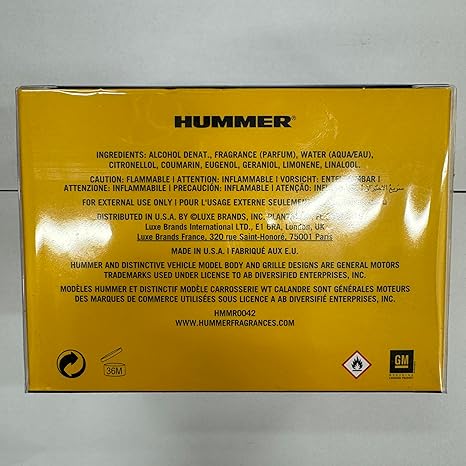 HUMMER®
INGREDIENTS: ALCOHOL DENAT., FRAGRANCE (PARFUM), WATER (AQUA/EAU),
CITRONELLOL, COUMARIN, EUGENOL, GERANIOL, LIMONENE, LINALOOL.
CAUTION: FLAMMABLE | ATTENTION: INFLAMMABLE | VORSICHT:
ATTENZIONE: INFLAMMABILE | PRECAUCIÓN: INFLAMABLE | ATENÇÃO:
FOR EXTERNAL USE ONLY | POUR L'USAGE EXTERNE SEULEMENT
DISTRIBUTED IN U.S.A. BY ©LUXE BRANDS, INC.
Luxe Brands International LTD., E1 6RA, London, UK
Luxe Brands France, 320 rue Saint-Honoré, 75001 Paris
MADE IN U.S.A. | FABRIQUÉ AUX E.U.
HUMMER AND DISTINCTIVE VEHICLE MODEL BODY AND GRILLE DESIGNS ARE GENERAL MOTORS
TRADEMARKS USED UNDER LICENSE TO AB DIVERSIFIED ENTERPRISES, INC.
MODÈLES HUMMER ET DISTINCTIF MODÈLE CARROSSERIE WT CALANDRE SONT GÉNÉRALES MOTEURS
DES MARQUES DE COMMERCE UTILISÉES SOUS LICENCE A AB DIVERSIFIED ENTERPRISES, INC.
HMMR0042
WWW.HUMMERFRAGRANCES.COM
36M
GM